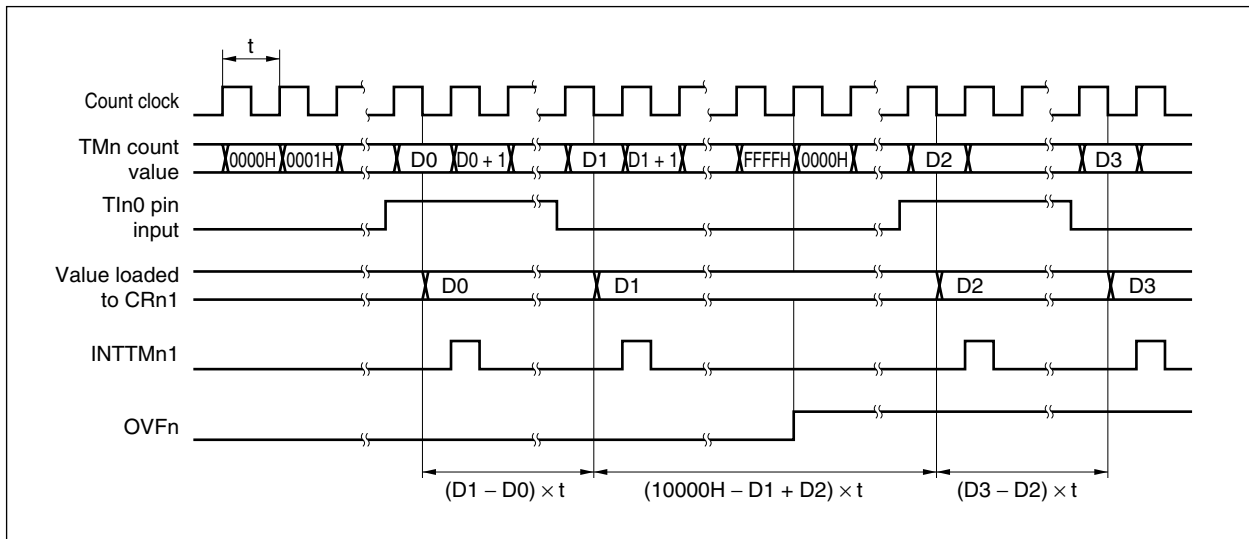 t
Count clock
TMn count
value
0000H 0001H D0 D0 + 1 D1 D1 + 1 FFFFH 0000H D2 D3
TIn0 pin
input
Value loaded
to CRn1
D0 D1 D2 D3
INTTMn1
OVFn
(D1 − D0) × t (10000H − D1 + D2) × t (D3 − D2) × t